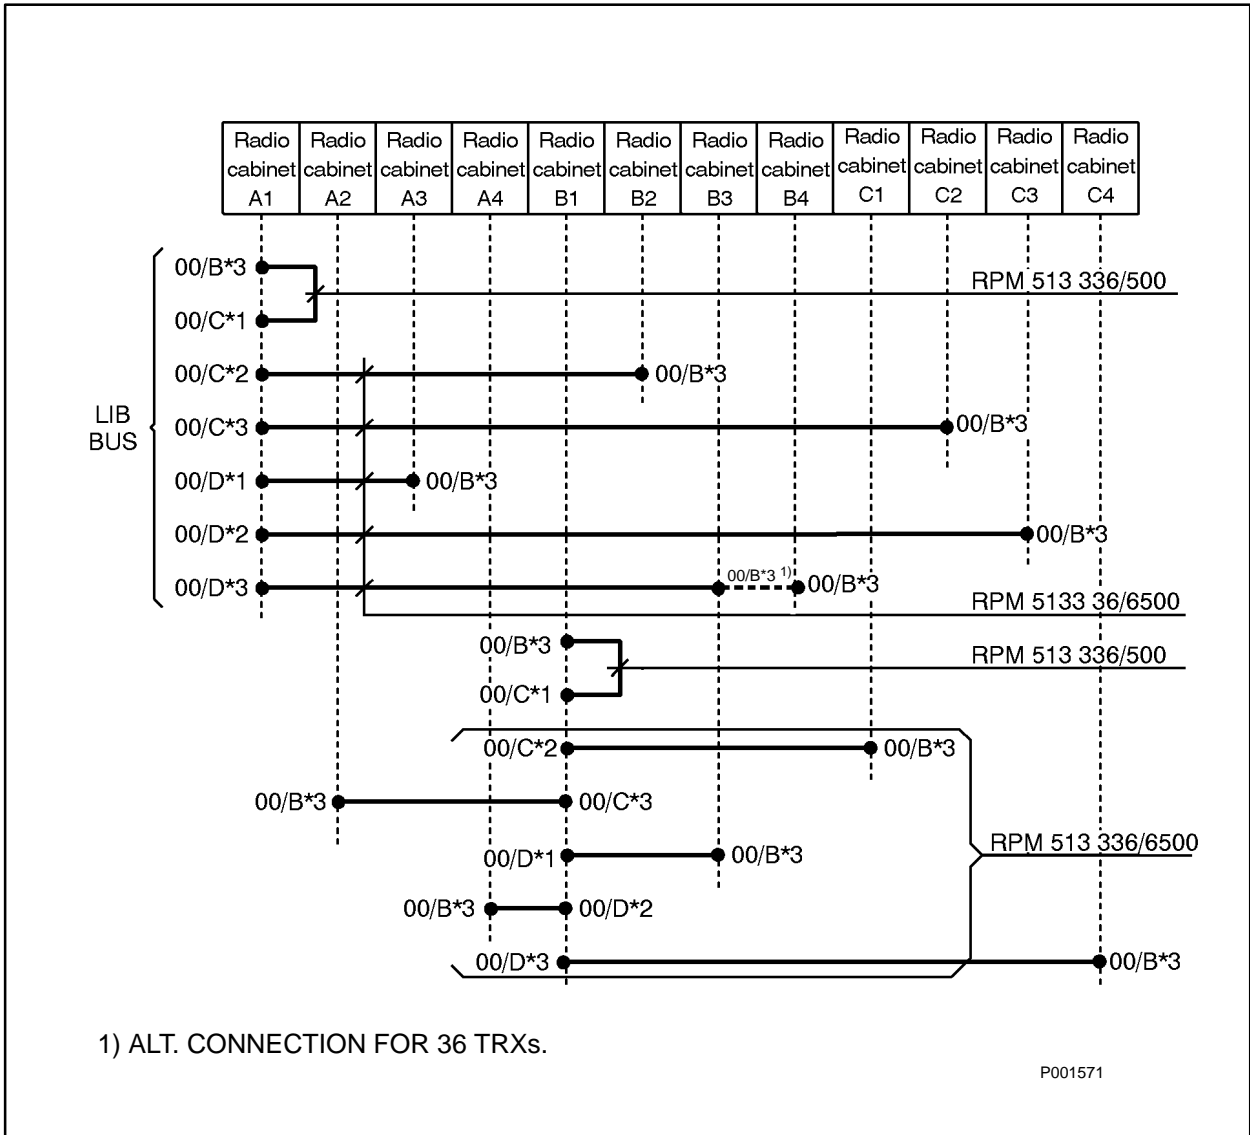 Radio cabinet A1
Radio cabinet A2
Radio cabinet A3
Radio cabinet A4
Radio cabinet B1
Radio cabinet B2
Radio cabinet B3
Radio cabinet B4
Radio cabinet C1
Radio cabinet C2
Radio cabinet C3
Radio cabinet C4
00/B*3
RPM 513 336/500
00/C*1
00/C*2 00/B*3
LIB BUS
00/C*3 00/B*3
00/D*1 00/B*3
00/D*2 00/B*3
00/D*3 00/B*3 1) 00/B*3
RPM 5133 36/6500
00/B*3
RPM 513 336/500
00/C*1
00/C*2 00/B*3
00/B*3 00/C*3
RPM 513 336/6500
00/D*1 00/B*3
00/B*3 00/D*2
00/D*3 00/B*3
1) ALT. CONNECTION FOR 36 TRXs.
P001571